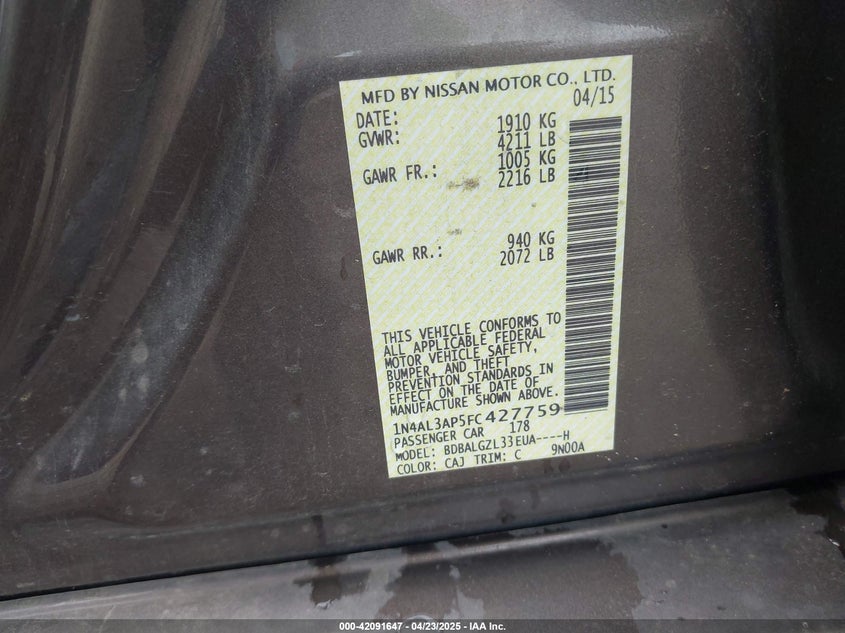 MFD BY NISSAN MOTOR CO., LTD.
DATE: 04/15
GVWR: 1910 KG
4211 LB
GAWR FR.: 1005 KG
2216 LB
GAWR RR.: 940 KG
2072 LB
THIS VEHICLE CONFORMS TO
ALL APPLICABLE FEDERAL
MOTOR VEHICLE SAFETY,
BUMPER, AND THEFT
PREVENTION STANDARDS IN
EFFECT ON THE DATE OF
MANUFACTURE SHOWN ABOVE.
1N4AL3AP5FC427759
PASSENGER CAR 178
MODEL: BDBALGZL33EUA----H
COLOR: CAJ TRIM: C 9N00A
000-42091647 / 04/23/2025 - IAA Inc.